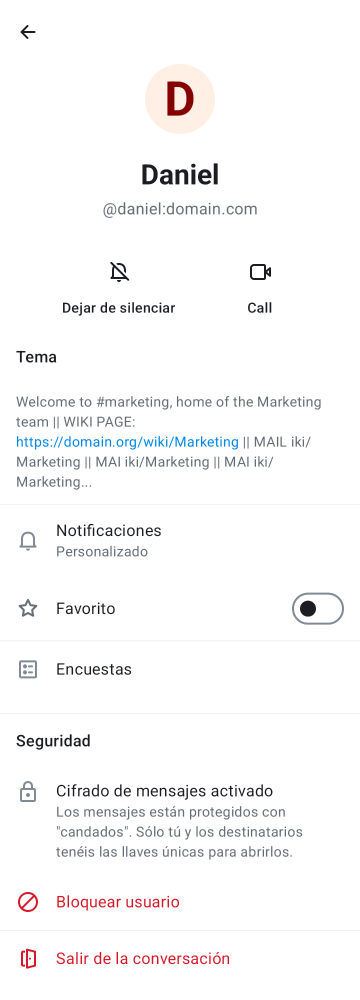 D
Daniel
@daniel:domain.com
Dejar de silenciar
Call
Tema
Welcome to #marketing, home of the Marketing
team || WIKI PAGE:
https://domain.org/wiki/Marketing || MAIL iki/
Marketing || MAI iki/Marketing || MAI iki/
Marketing...
Notificaciones
Personalizado
Favorito
Encuestas
Seguridad
Cifrado de mensajes activado
Los mensajes están protegidos con
"candados". Sólo tú y los destinatarios
tenéis las llaves únicas para abrirlos.
Bloquear usuario
Salir de la conversación